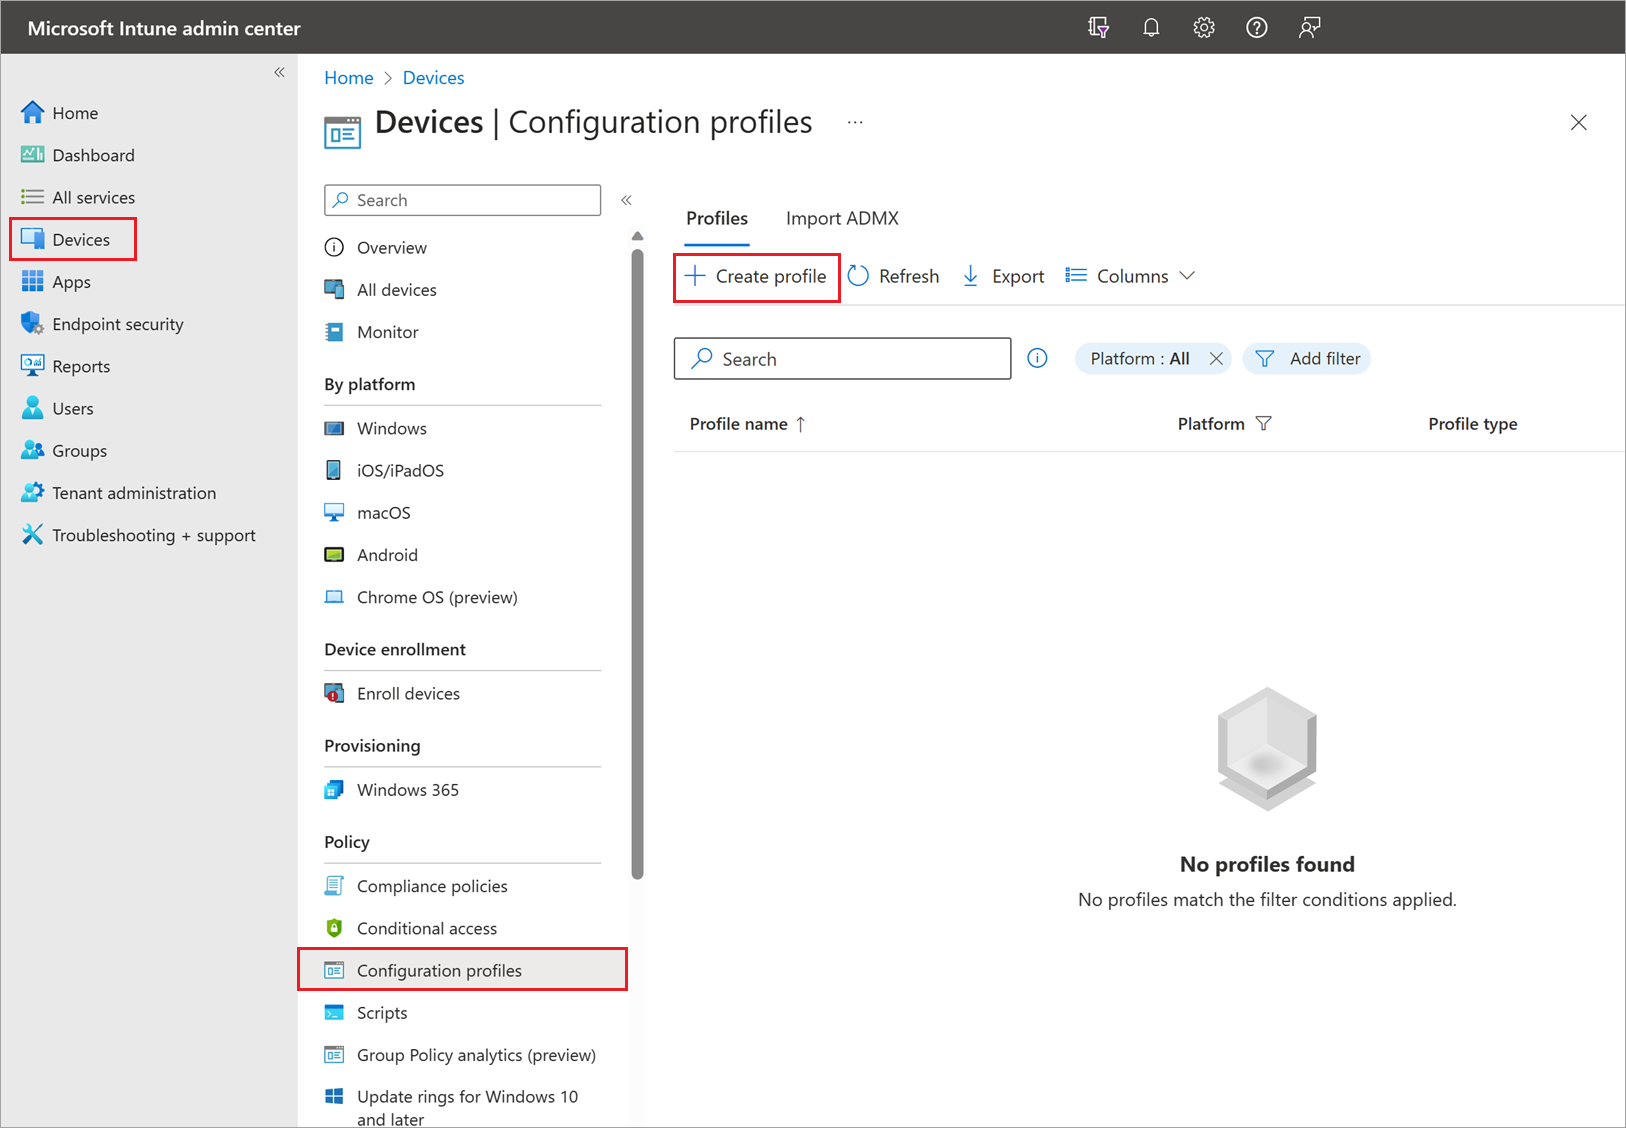 Microsoft Intune admin center
Home
Dashboard
All services
Devices
Apps
Endpoint security
Reports
Users
Groups
Tenant administration
Troubleshooting + support
Home > Devices
Devices | Configuration profiles ...
Search
Overview
All devices
Monitor
By platform
Windows
iOS/iPadOS
macOS
Android
Chrome OS (preview)
Device enrollment
Enroll devices
Provisioning
Windows 365
Policy
Compliance policies
Conditional access
Configuration profiles
Scripts
Group Policy analytics (preview)
Update rings for Windows 10
and later
Profiles Import ADMX
Create profile Refresh Export Columns
Search Platform : All Add filter
Profile name ↑ Platform Profile type
No profiles found
No profiles match the filter conditions applied.